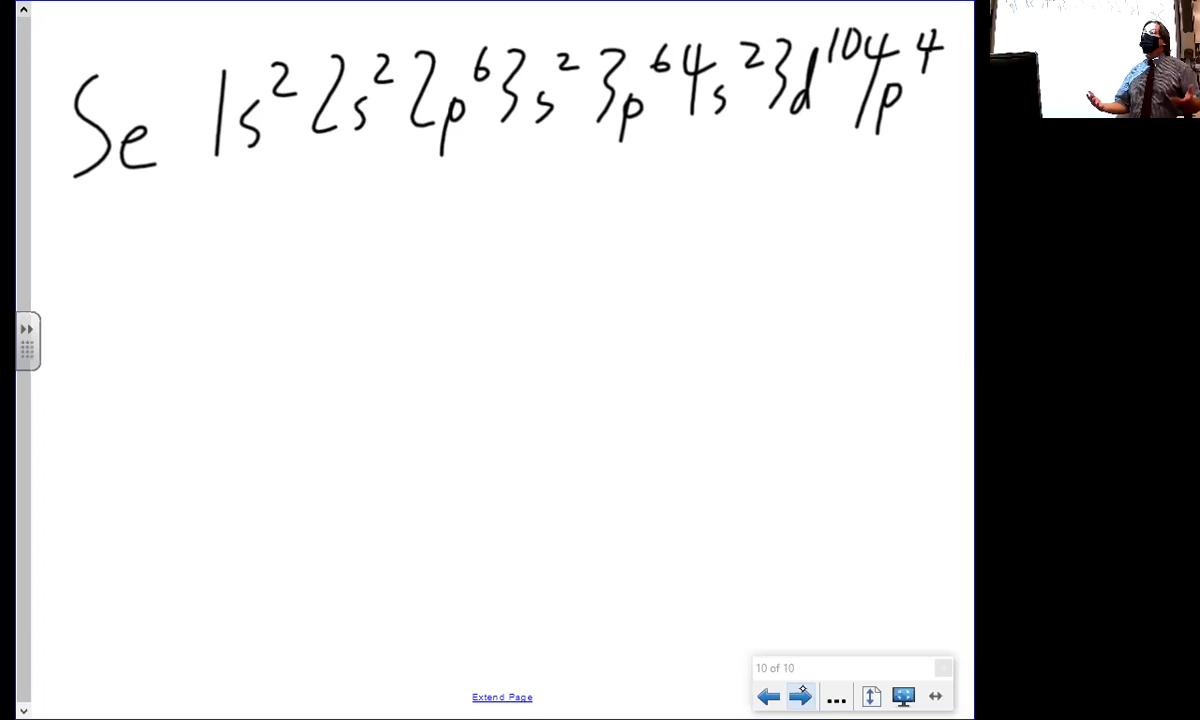 Se 1s² 2s² 2p⁶ 3s² 3p⁶ 4s² 3d¹⁰ 4p⁴
10 of 10
Extend Page